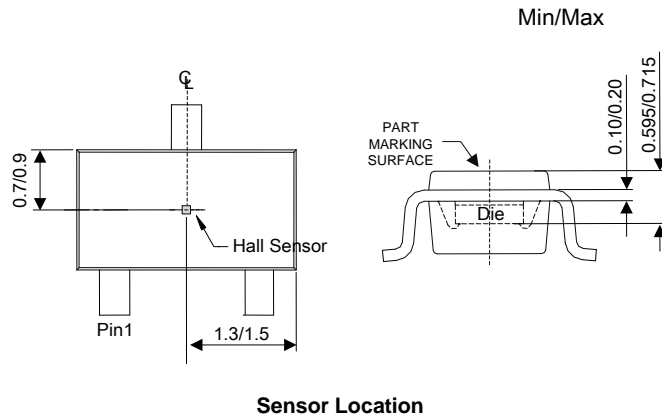 Min/Max
℄
0.7/0.9
PART
MARKING
SURFACE
0.10/0.20
0.595/0.715
Die
Hall Sensor
Pin1
1.3/1.5
Sensor Location